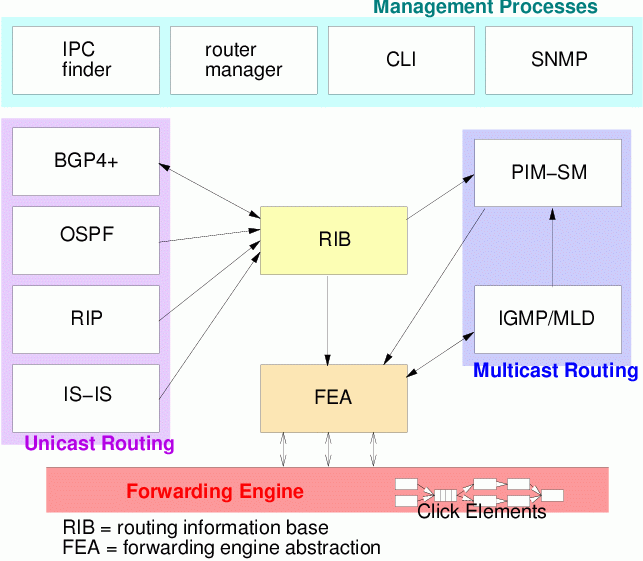 Management Processes
IPC
finder
router
manager
CLI
SNMP
BGP4+
OSPF
RIP
IS-IS
Unicast Routing
RIB
FEA
PIM-SM
IGMP/MLD
Multicast Routing
Forwarding Engine
Click Elements
RIB = routing information base
FEA = forwarding engine abstraction